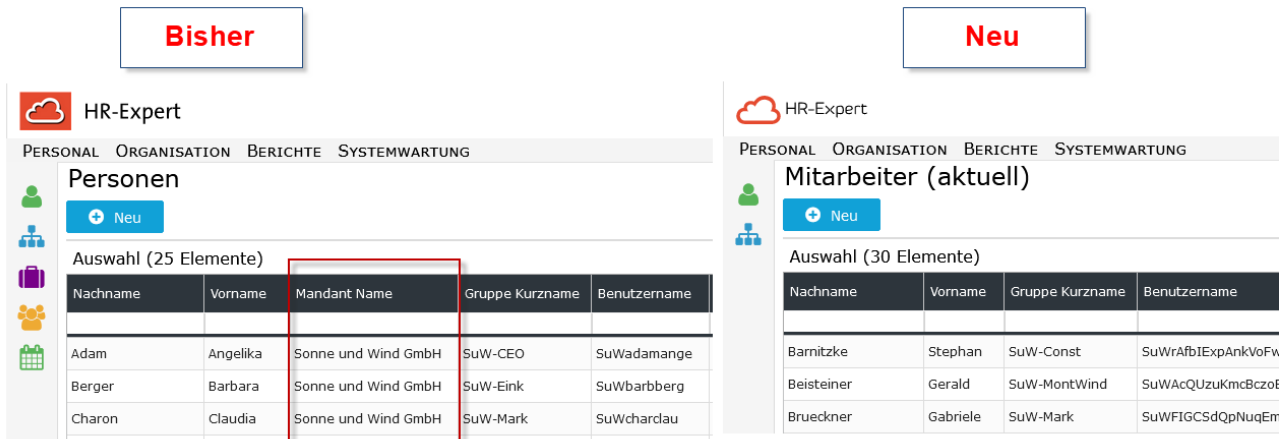 Bisher
HR-Expert
Personal Organisation Berichte Systemwartung
Personen
Neu
Auswahl (25 Elemente)
Nachname Vorname Mandant Name Gruppe Kurzname Benutzername
Adam Angelika Sonne und Wind GmbH SuW-CEO SuWadamange
Berger Barbara Sonne und Wind GmbH SuW-Eink SuWbarbberg
Charon Claudia Sonne und Wind GmbH SuW-Mark SuWcharclau
Neu
HR-Expert
Personal Organisation Berichte Systemwartung
Mitarbeiter (aktuell)
Neu
Auswahl (30 Elemente)
Nachname Vorname Gruppe Kurzname Benutzername
Barnitzke Stephan SuW-Const SuWrAfbIExpAnkVoFw
Beisteiner Gerald SuW-MontWind SuWAcQUzuKmcBczoE
Brueckner Gabriele SuW-Mark SuWFIGCSdQpNuqEm